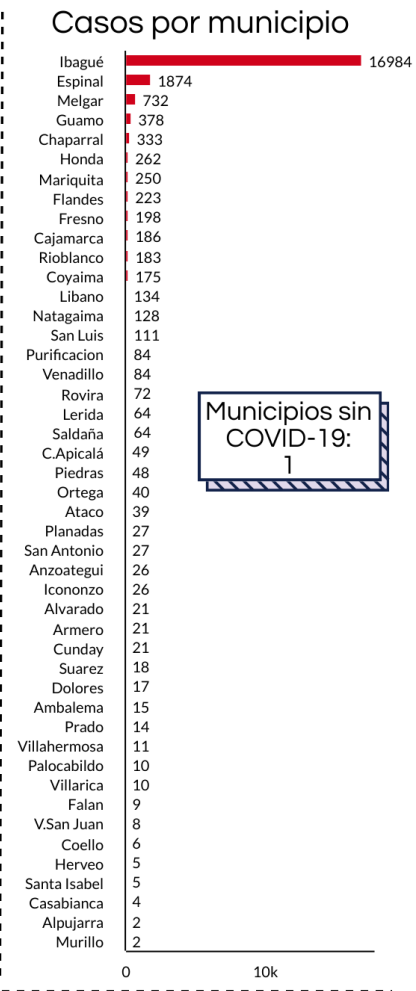 Casos por municipio
Ibagué 16984
Espinal 1874
Melgar 732
Guamo 378
Chaparral 333
Honda 262
Mariquita 250
Flandes 223
Fresno 198
Cajamarca 186
Rioblanco 183
Coyaima 175
Libano 134
Natagaima 128
San Luis 111
Purificacion 84
Venadillo 84
Rovira 72
Lerida 64
Saldaña 64
C.Apicalá 49
Piedras 48
Ortega 40
Ataco 39
Planadas 27
San Antonio 27
Anzoategui 26
Icononzo 26
Alvarado 21
Armero 21
Cunday 21
Suarez 18
Dolores 17
Ambalema 15
Prado 14
Villahermosa 11
Palocabildo 10
Villarica 10
Falan 9
V.San Juan 8
Coello 6
Herveo 5
Santa Isabel 5
Casabianca 4
Alpujarra 2
Murillo 2
0 10k
Municipios sin
COVID-19:
1